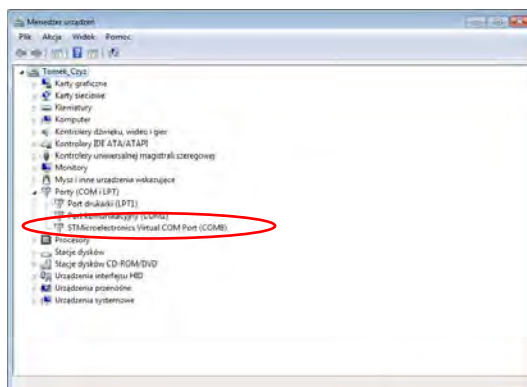 Menedżer urządzeń
Plik Akcja Widok Pomoc
Tomek_Czyz
Karty graficzne
Karty sieciowe
Klawiatury
Komputer
Kontrolery dźwięku, wideo i gier
Kontrolery IDE ATA/ATAPI
Kontrolery uniwersalnej magistrali szeregowej
Monitory
Mysz i inne urządzenia wskazujące
Porty (COM i LPT)
Port drukarki (LPT1)
Port komunikacyjny
STMicroelectronics Virtual COM Port (COM8)
Procesory
Stacje dysków
Stacje dysków CD-ROM/DVD
Urządzenia interfejsu HID
Urządzenia przenośne
Urządzenia systemowe